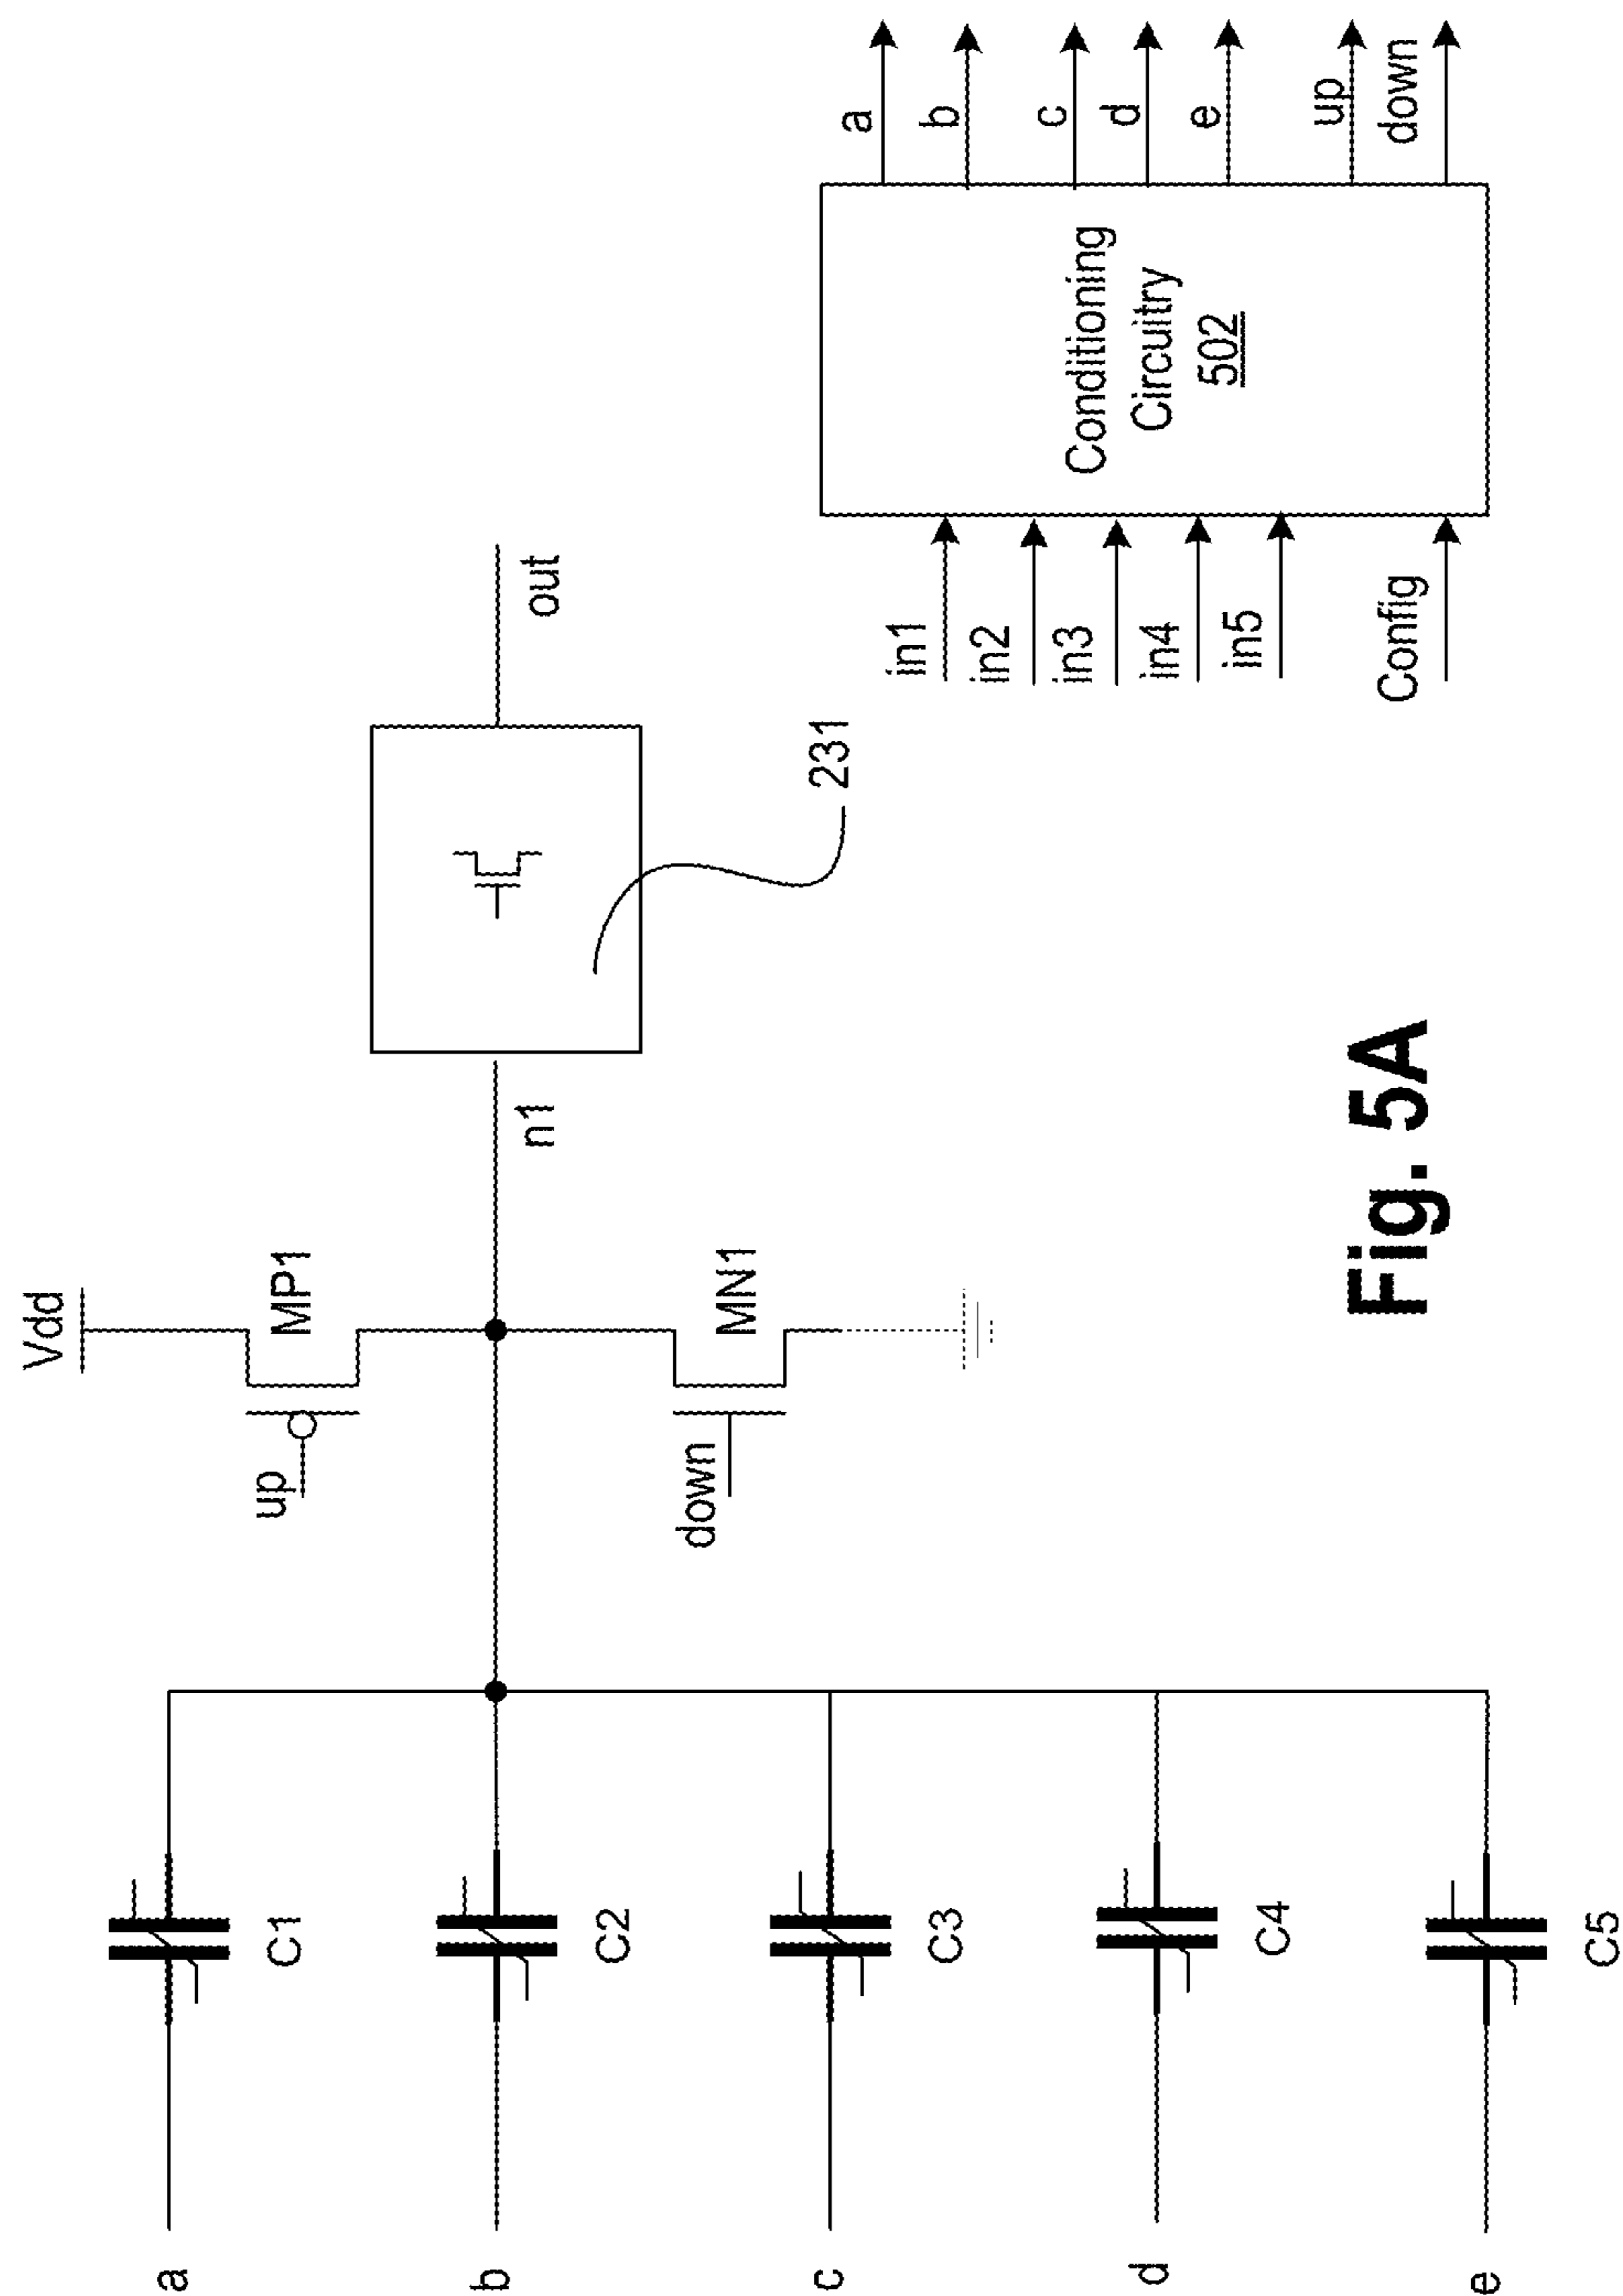 Vdd
up
MP1
down
MN1
n1
out
231
a
C1
b
C2
c
C3
d
C4
e
C5
in1
in2
in3
in4
in5
Config
Conditioning
Circuitry
502
a
b
c
d
e
up
down
Fig. 5A